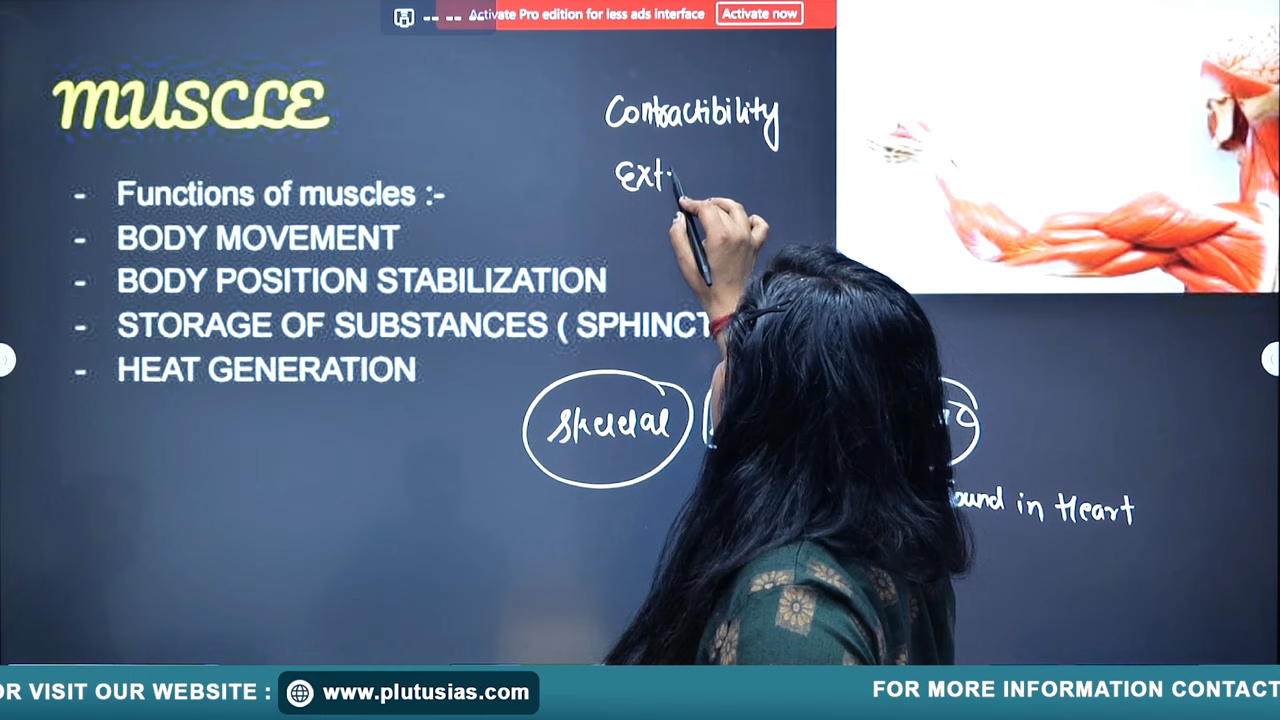 Activate Pro edition for less ads interface Activate now
MUSCLE
Contractibility
Ext
- Functions of muscles :-
- BODY MOVEMENT
- BODY POSITION STABILIZATION
- STORAGE OF SUBSTANCES ( SPHINCT
- HEAT GENERATION
Skeletal
ound in Heart
OR VISIT OUR WEBSITE : www.plutusias.com
FOR MORE INFORMATION CONTACT